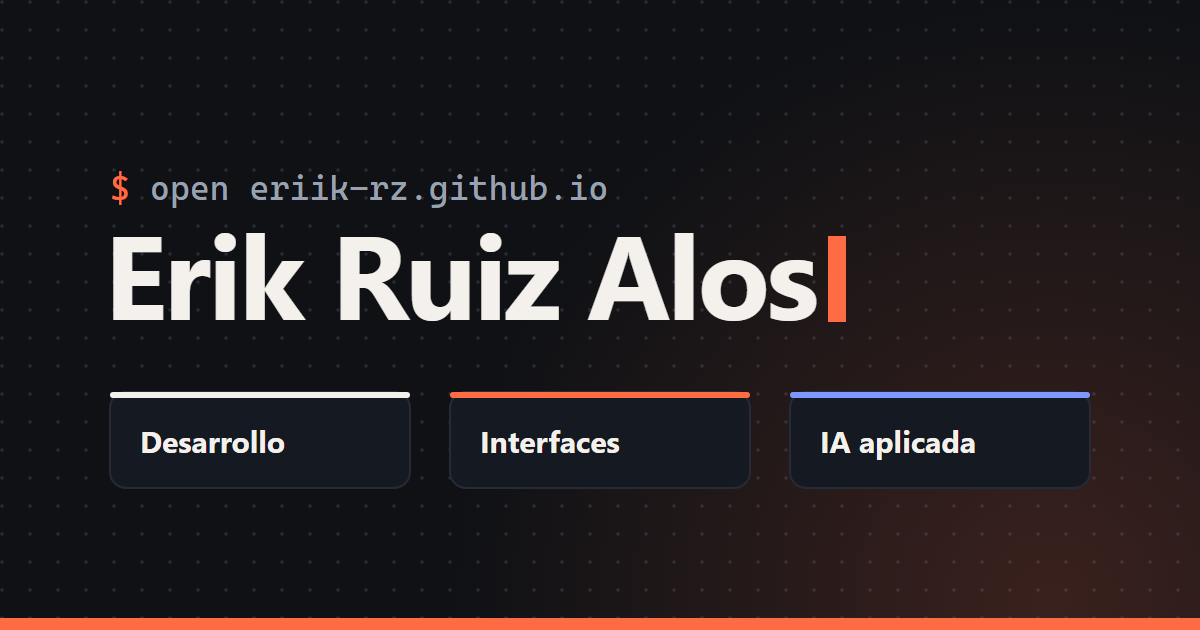 $ open eriik-rz.github.io
Erik Ruiz Alos
Desarrollo
Interfaces
IA aplicada